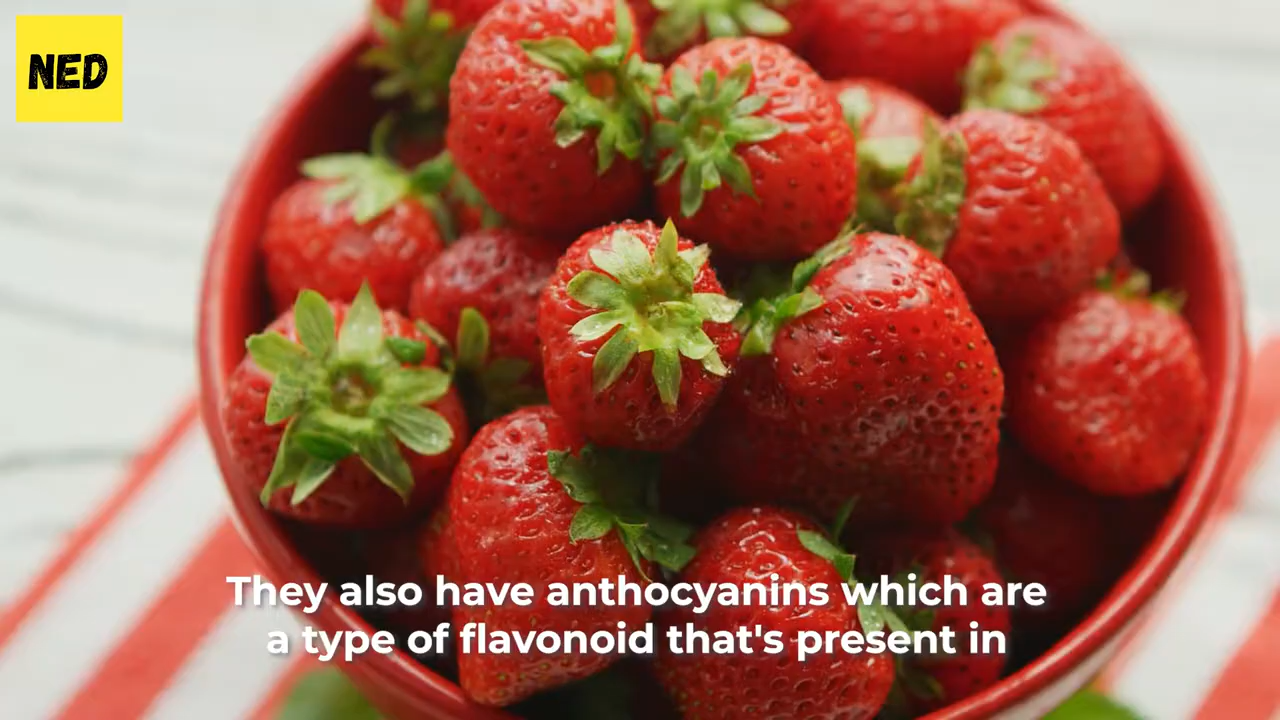 NED
They also have anthocyanins which are
a type of flavonoid that's present in